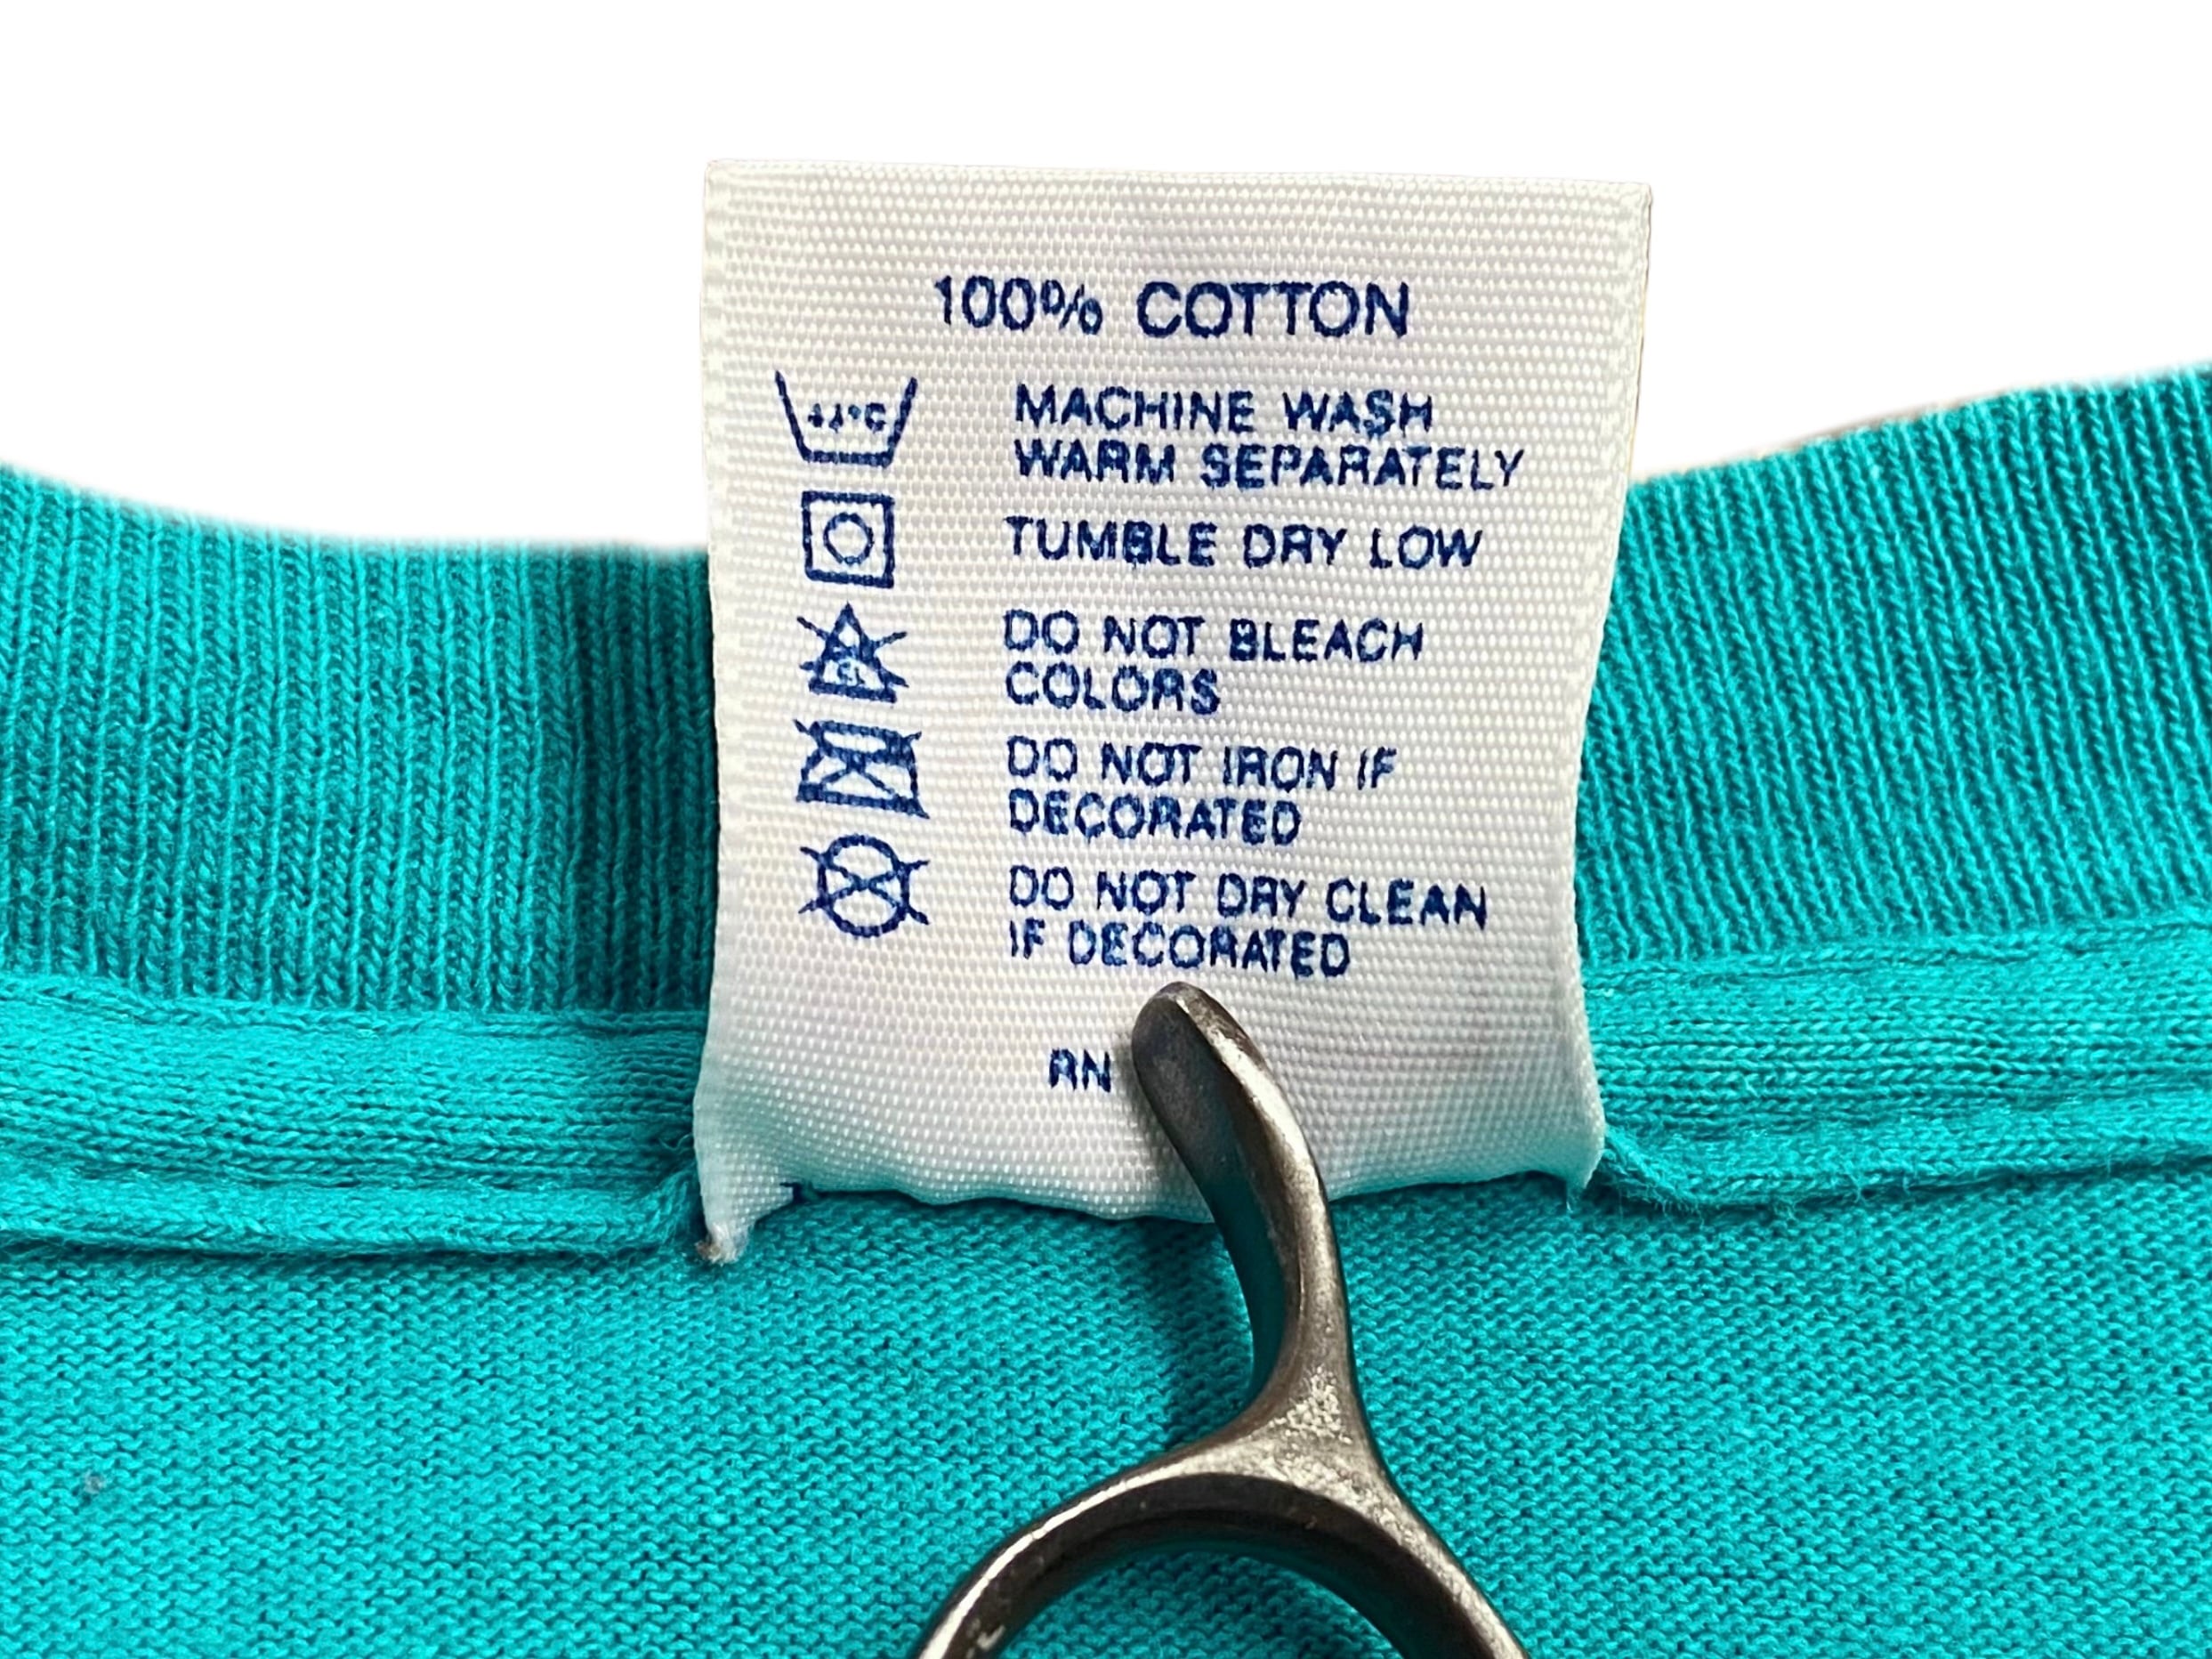 100% COTTON
MACHINE WASH
WARM SEPARATELY
TUMBLE DRY LOW
DO NOT BLEACH
COLORS
DO NOT IRON IF
DECORATED
DO NOT DRY CLEAN
IF DECORATED
RN